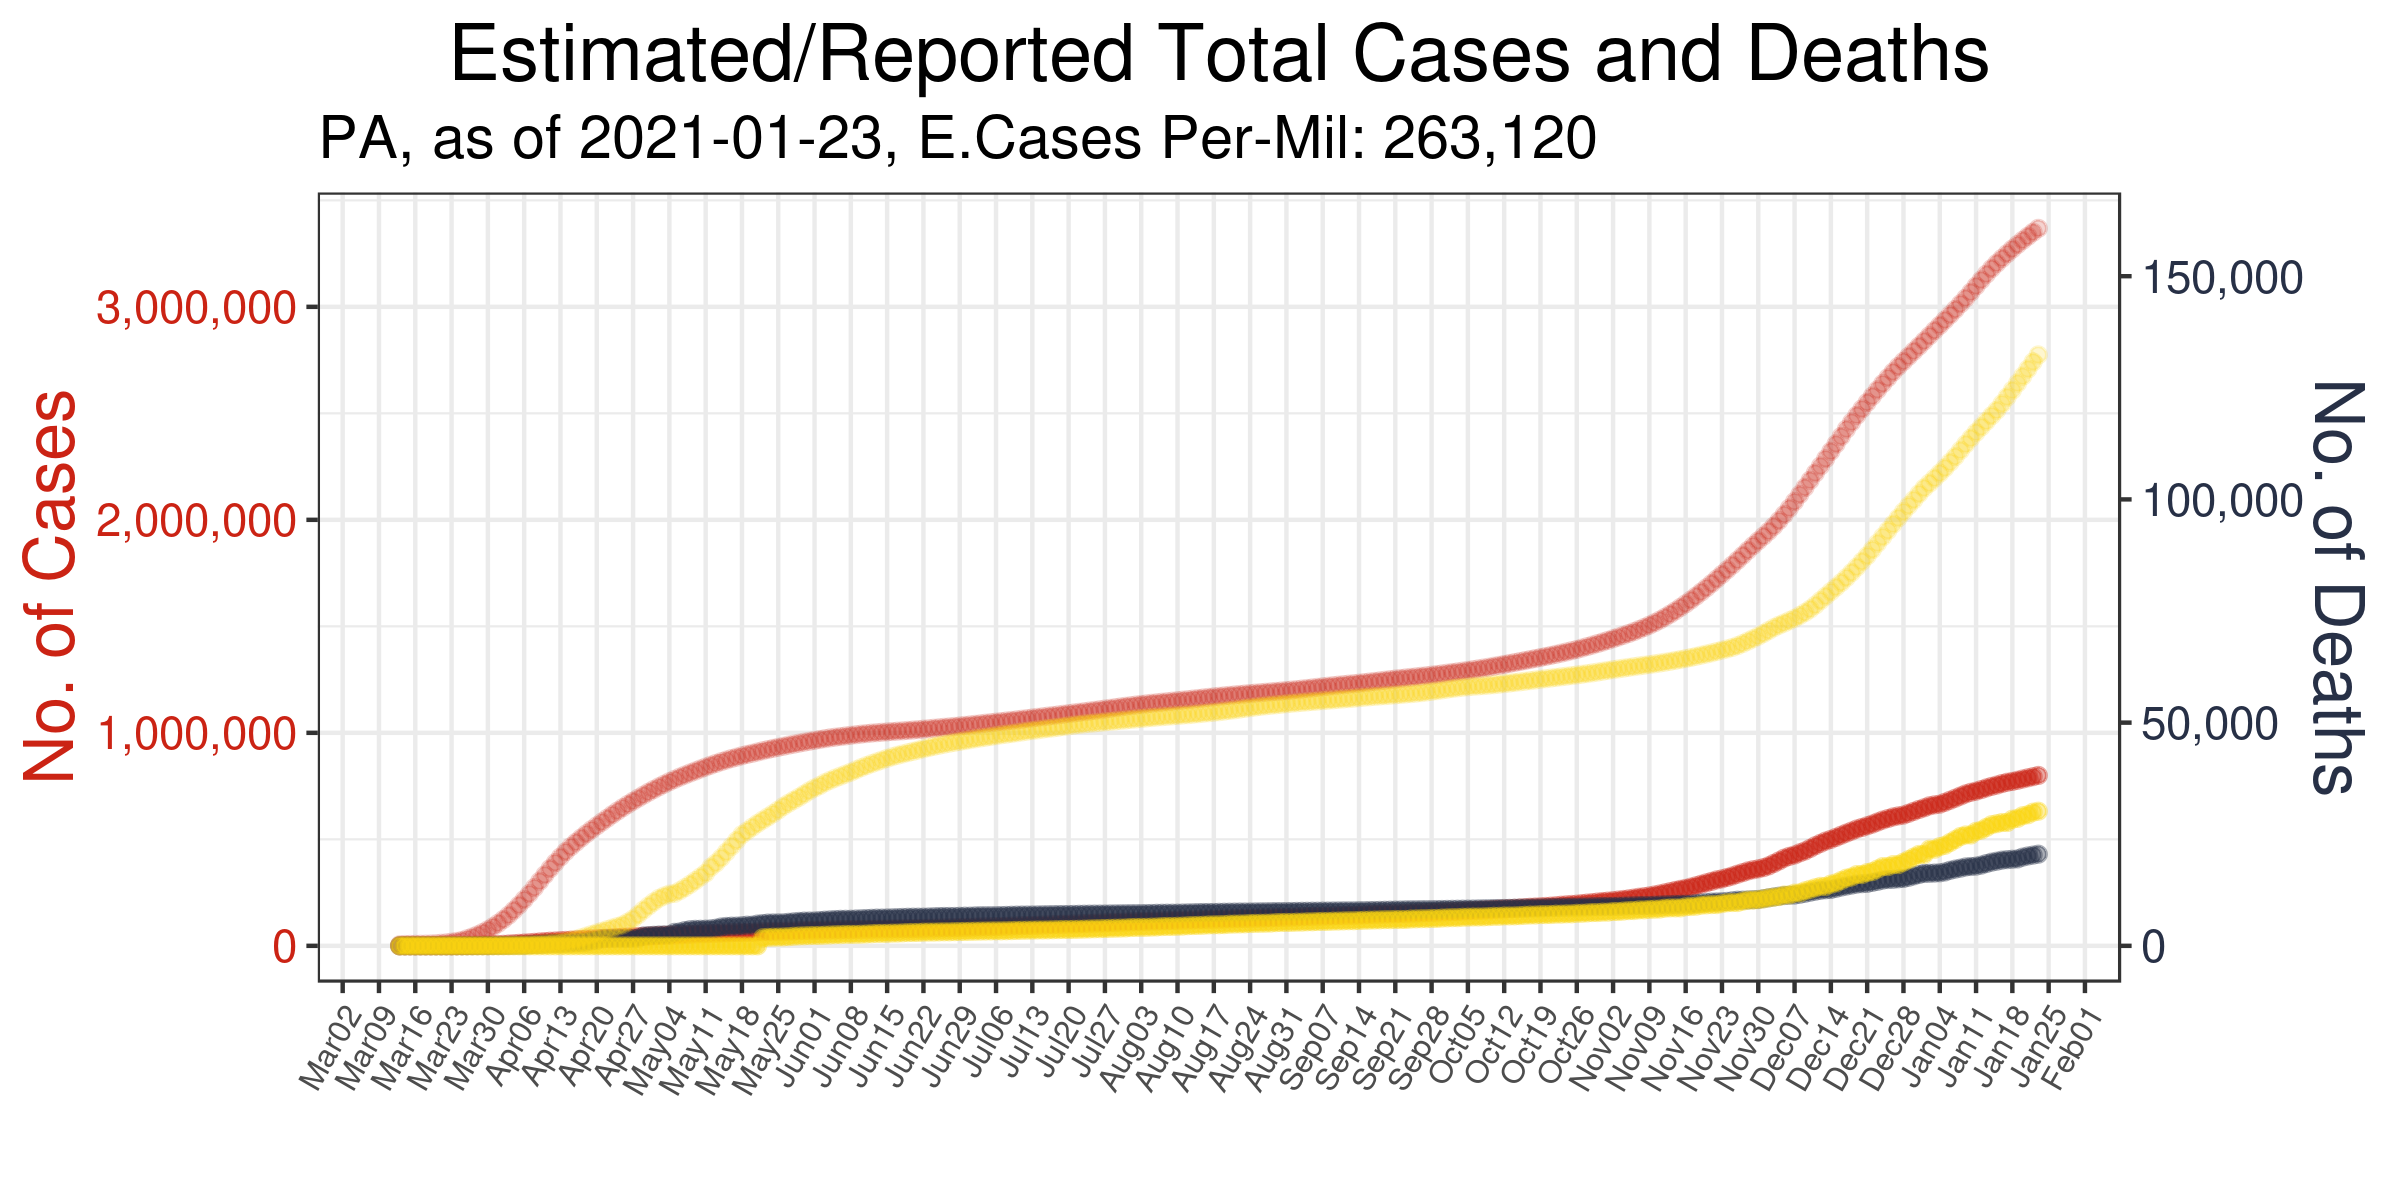 Estimated/Reported Total Cases and Deaths
PA, as of 2021-01-23, E.Cases Per-Mil: 263,120
No. of Cases
3,000,000
2,000,000
1,000,000
0
150,000
100,000
50,000
0
No. of Deaths
Mar02 Mar09 Mar16 Mar23 Mar30 Apr06 Apr13 Apr20 Apr27 May04 May11 May18 May25 Jun01 Jun08 Jun15 Jun22 Jun29 Jul06 Jul13 Jul20 Jul27 Aug03 Aug10 Aug17 Aug24 Aug31 Sep07 Sep14 Sep21 Sep28 Oct05 Oct12 Oct19 Oct26 Nov02 Nov09 Nov16 Nov23 Nov30 Dec07 Dec14 Dec21 Dec28 Jan04 Jan11 Jan18 Jan25 Feb01